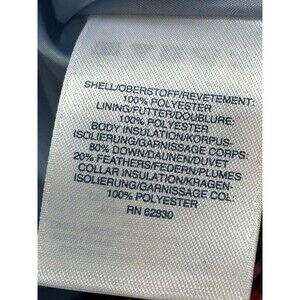 SHELL/OBERSTOFF/REVETEMENT:
100% POLYESTER
LINING/FUTTER/DOUBLURE:
100% POLYESTER
BODY INSULATION/KORPUS-
ISOLIERUNG/GARNISSAGE CORPS:
80% DOWN/DAUNEN/DUVET
20% FEATHERS/FEDERN/PLUMES
COLLAR INSULATION/KRAGEN-
ISOLIERUNG/GARNISSAGE COL:
100% POLYESTER
RN 62830